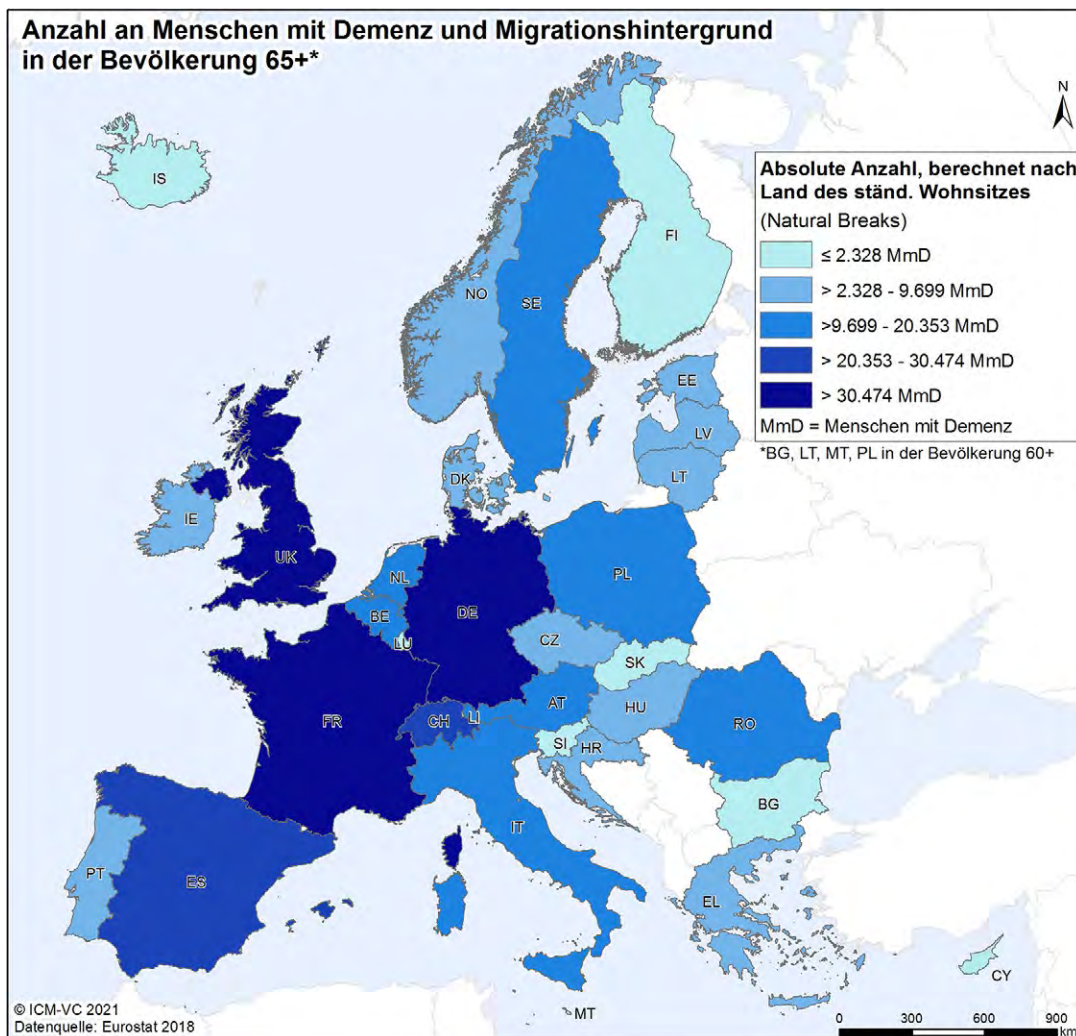 Anzahl an Menschen mit Demenz und Migrationshintergrund
in der Bevölkerung 65+*
N
Absolute Anzahl, berechnet nach
Land des ständ. Wohnsitzes
(Natural Breaks)
≤ 2.328 MmD
> 2.328 - 9.699 MmD
>9.699 - 20.353 MmD
> 20.353 - 30.474 MmD
> 30.474 MmD
MmD = Menschen mit Demenz
*BG, LT, MT, PL in der Bevölkerung 60+
IS
FI
NO
SE
EE
LV
LT
DK
IE
UK
NL
PL
BE
DE
LU
CZ
SK
AT
HU
FR
CH
LI
RO
SI
HR
BG
IT
PT
ES
EL
CY
MT
© ICM-VC 2021
Datenquelle: Eurostat 2018
0 300 600 900
km